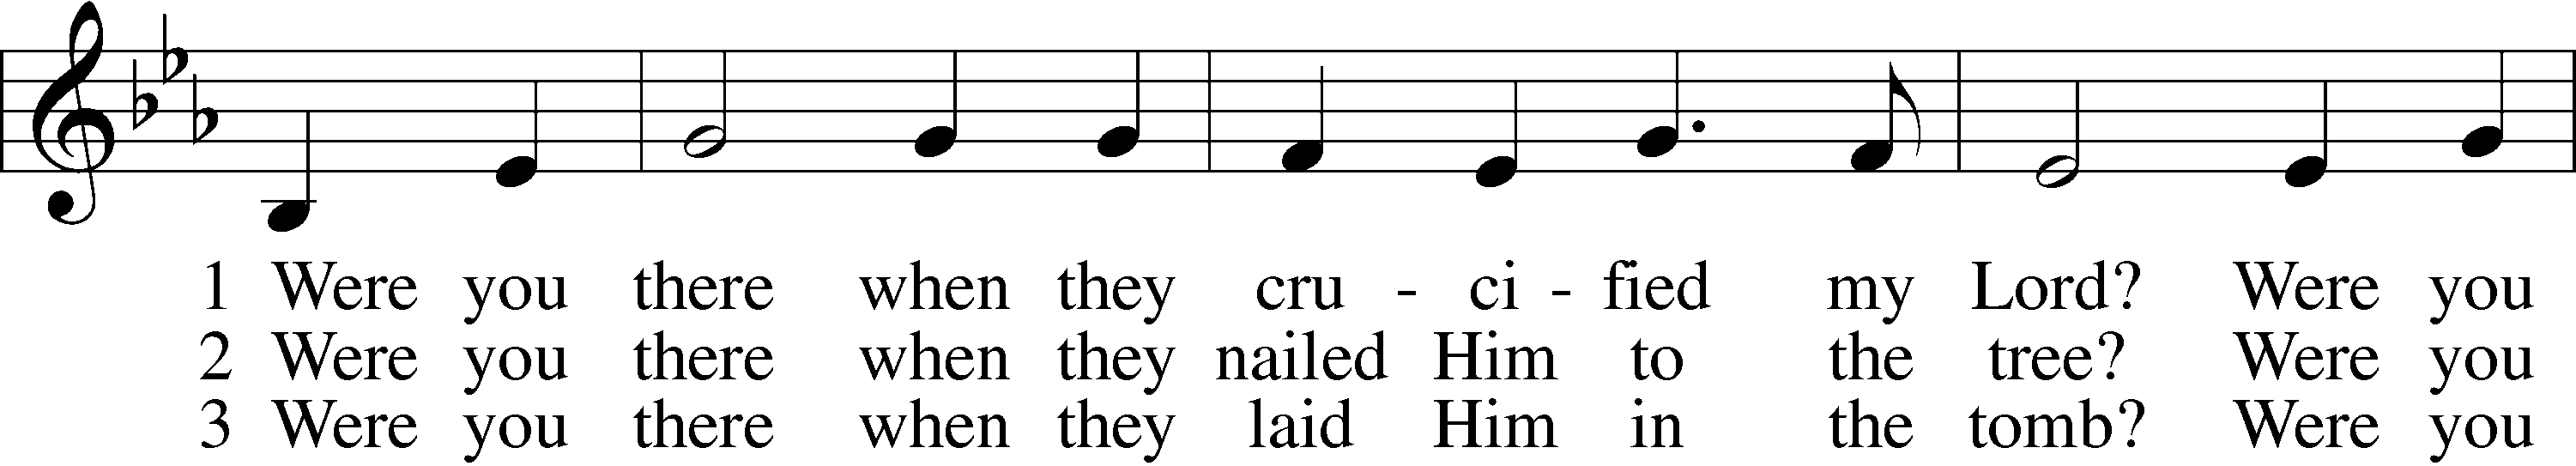 1 Were you there when they cru - ci - fied my Lord? Were you
2 Were you there when they nailed Him to the tree? Were you
3 Were you there when they laid Him in the tomb? Were you